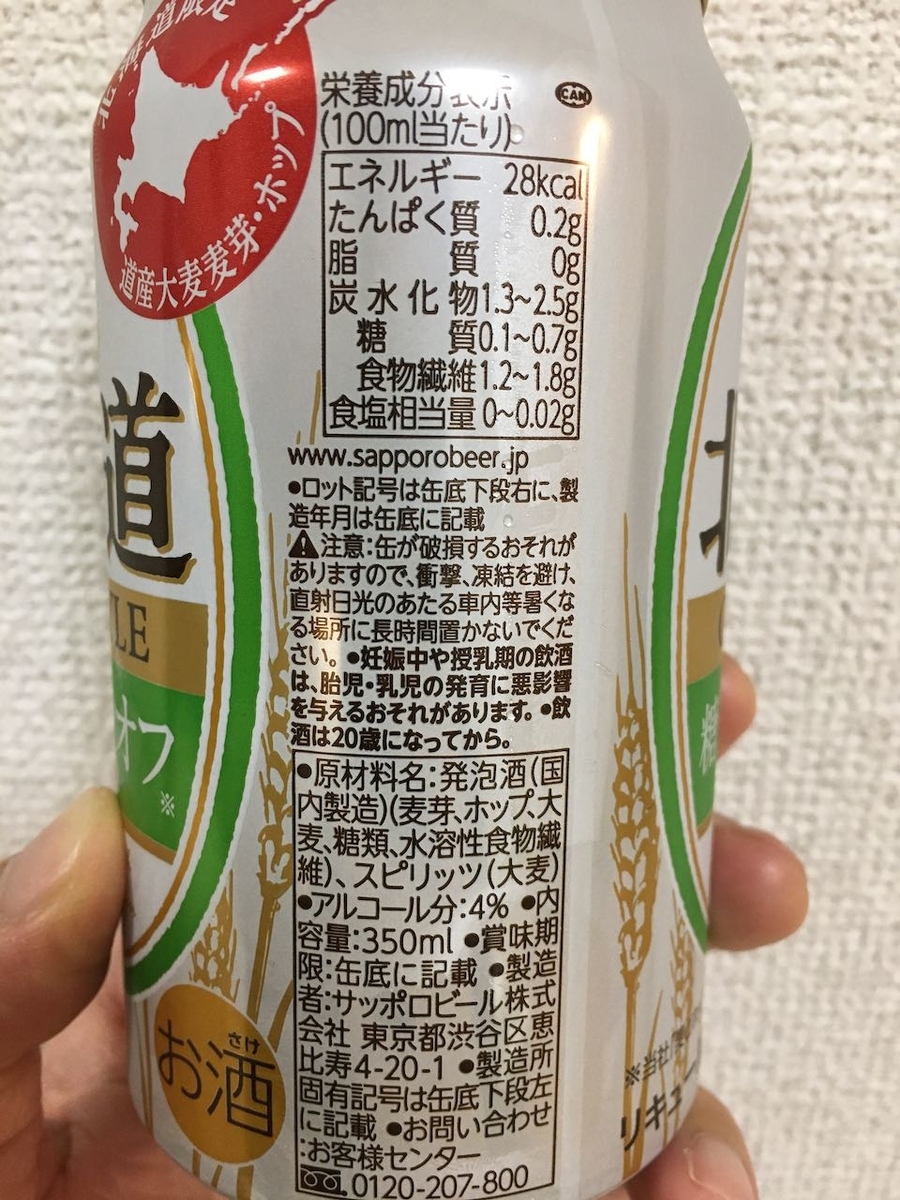 北海道限定
道産大麦麦芽・ホップ
道
オフ
※
お酒
さけ
栄養成分表示
(100ml当たり)
CAN
エネルギー 28kcal
たんぱく質 0.2g
脂 質 0g
炭水化物1.3~2.5g
糖 質0.1~0.7g
食物繊維1.2~1.8g
食塩相当量 0~0.02g
www.sapporobeer.jp
●ロット記号は缶底下段右に、製
造年月は缶底に記載
⚠注意:缶が破損するおそれが
ありますので、衝撃、凍結を避け、
直射日光のあたる車内等暑くな
る場所に長時間置かないでくだ
さい。●妊娠中や授乳期の飲酒
は、胎児・乳児の発育に悪影響
を与えるおそれがあります。●飲
酒は20歳になってから。
●原材料名:発泡酒(国
内製造)(麦芽、ホップ、大
麦、糖類、水溶性食物繊
維)、スピリッツ(大麦)
●アルコール分:4% ●内
容量:350ml ●賞味期
限:缶底に記載 ●製造
者:サッポロビール株式
会社 東京都渋谷区恵
比寿4-20-1 ●製造所
固有記号は缶底下段左
に記載 ●お問い合わせ
:お客様センター
0120-207-800
北
糖
※当社
リキュー